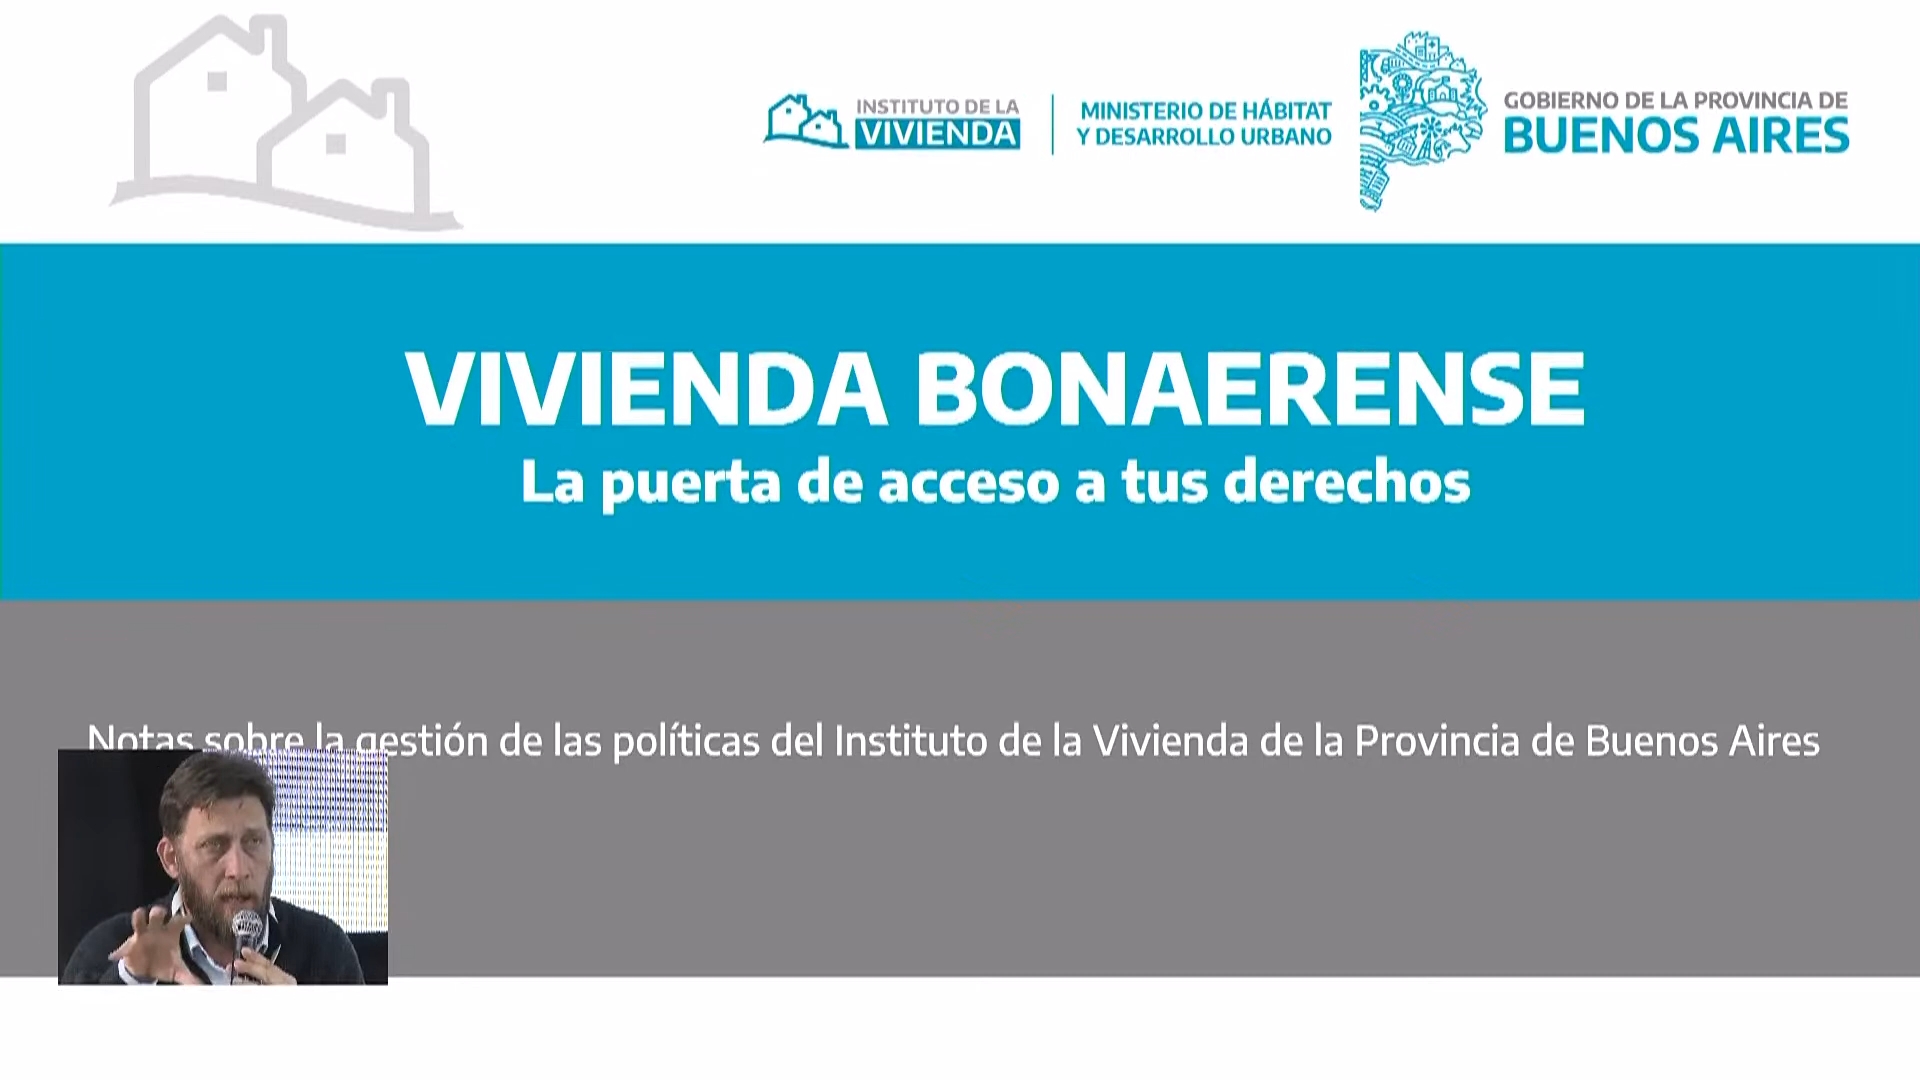 INSTITUTO DE LA
VIVIENDA
MINISTERIO DE HÁBITAT
Y DESARROLLO URBANO
GOBIERNO DE LA PROVINCIA DE
BUENOS AIRES
VIVIENDA BONAERENSE
La puerta de acceso a tus derechos
Notas sobre la gestión de las políticas del Instituto de la Vivienda de la Provincia de Buenos Aires